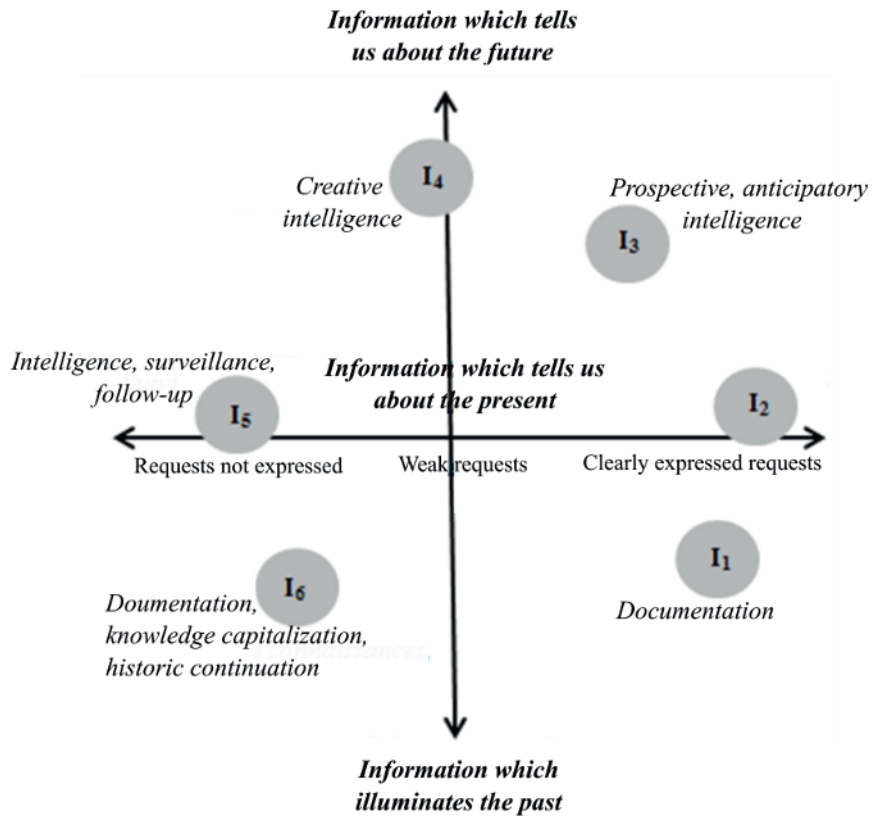 Information which tells
us about the future
I4
Creative
intelligence
Prospective, anticipatory
intelligence
I3
Intelligence, surveillance,
follow-up
I5
Information which tells us
about the present
I2
Requests not expressed
Weak requests
Clearly expressed requests
I6
Doumentation,
knowledge capitalization,
historic continuation
I1
Documentation
Information which
illuminates the past